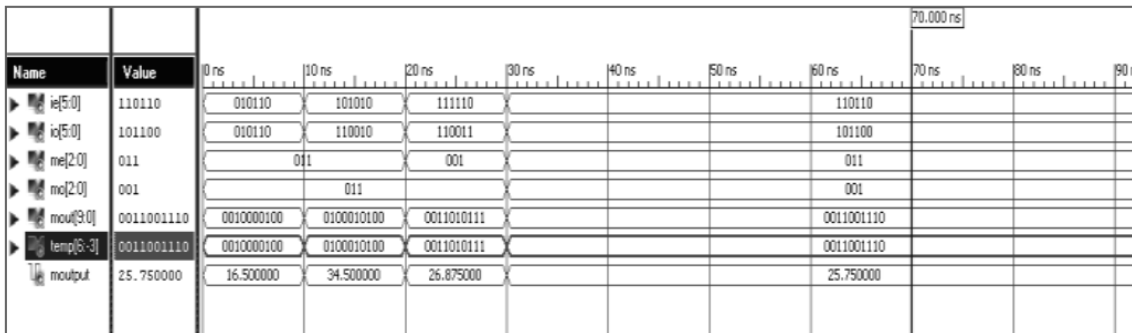 70.000 ns
Name Value 0 ns 10 ns 20 ns 30 ns 40 ns 50 ns 60 ns 70 ns 80 ns 90
ie[5:0] 110110 010110 101010 111110 110110
io[5:0] 101100 010110 110010 110011 101100
me[2:0] 011 011 001 011
mo[2:0] 001 011 001
mout[9:0] 0011001110 0010000100 0100010100 0011010111 0011001110
temp[6:-3] 0011001110 0010000100 0100010100 0011010111 0011001110
moutput 25.750000 16.500000 34.500000 26.875000 25.750000